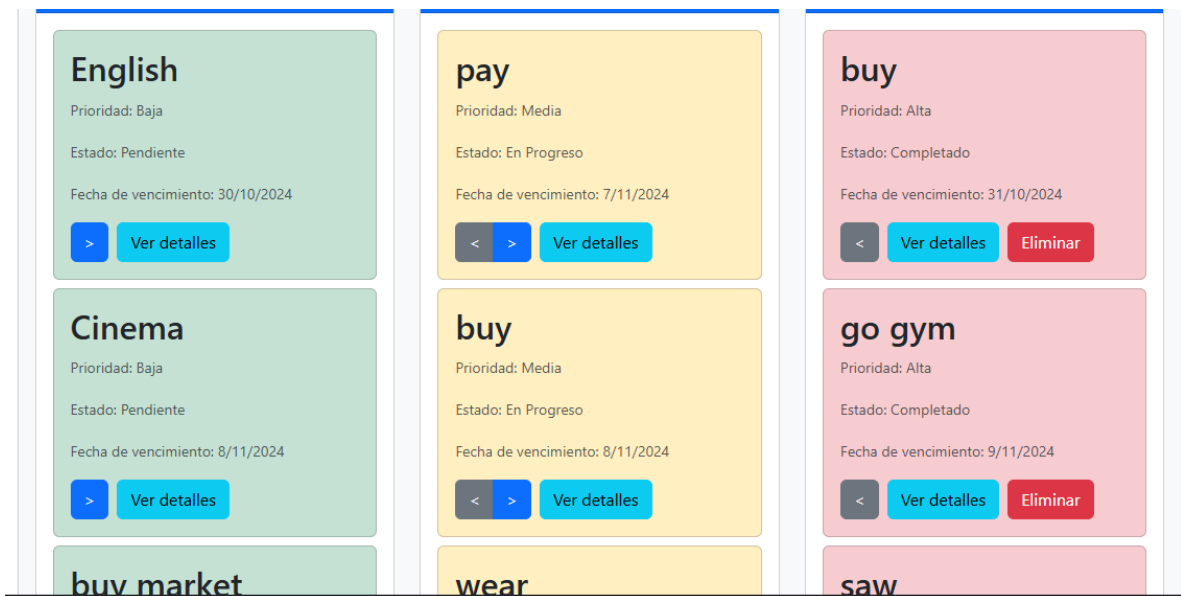 English
Prioridad: Baja
Estado: Pendiente
Fecha de vencimiento: 30/10/2024
> Ver detalles
Cinema
Prioridad: Baja
Estado: Pendiente
Fecha de vencimiento: 8/11/2024
> Ver detalles
buy market
pay
Prioridad: Media
Estado: En Progreso
Fecha de vencimiento: 7/11/2024
< > Ver detalles
buy
Prioridad: Media
Estado: En Progreso
Fecha de vencimiento: 8/11/2024
< > Ver detalles
wear
buy
Prioridad: Alta
Estado: Completado
Fecha de vencimiento: 31/10/2024
< Ver detalles Eliminar
go gym
Prioridad: Alta
Estado: Completado
Fecha de vencimiento: 9/11/2024
< Ver detalles Eliminar
saw